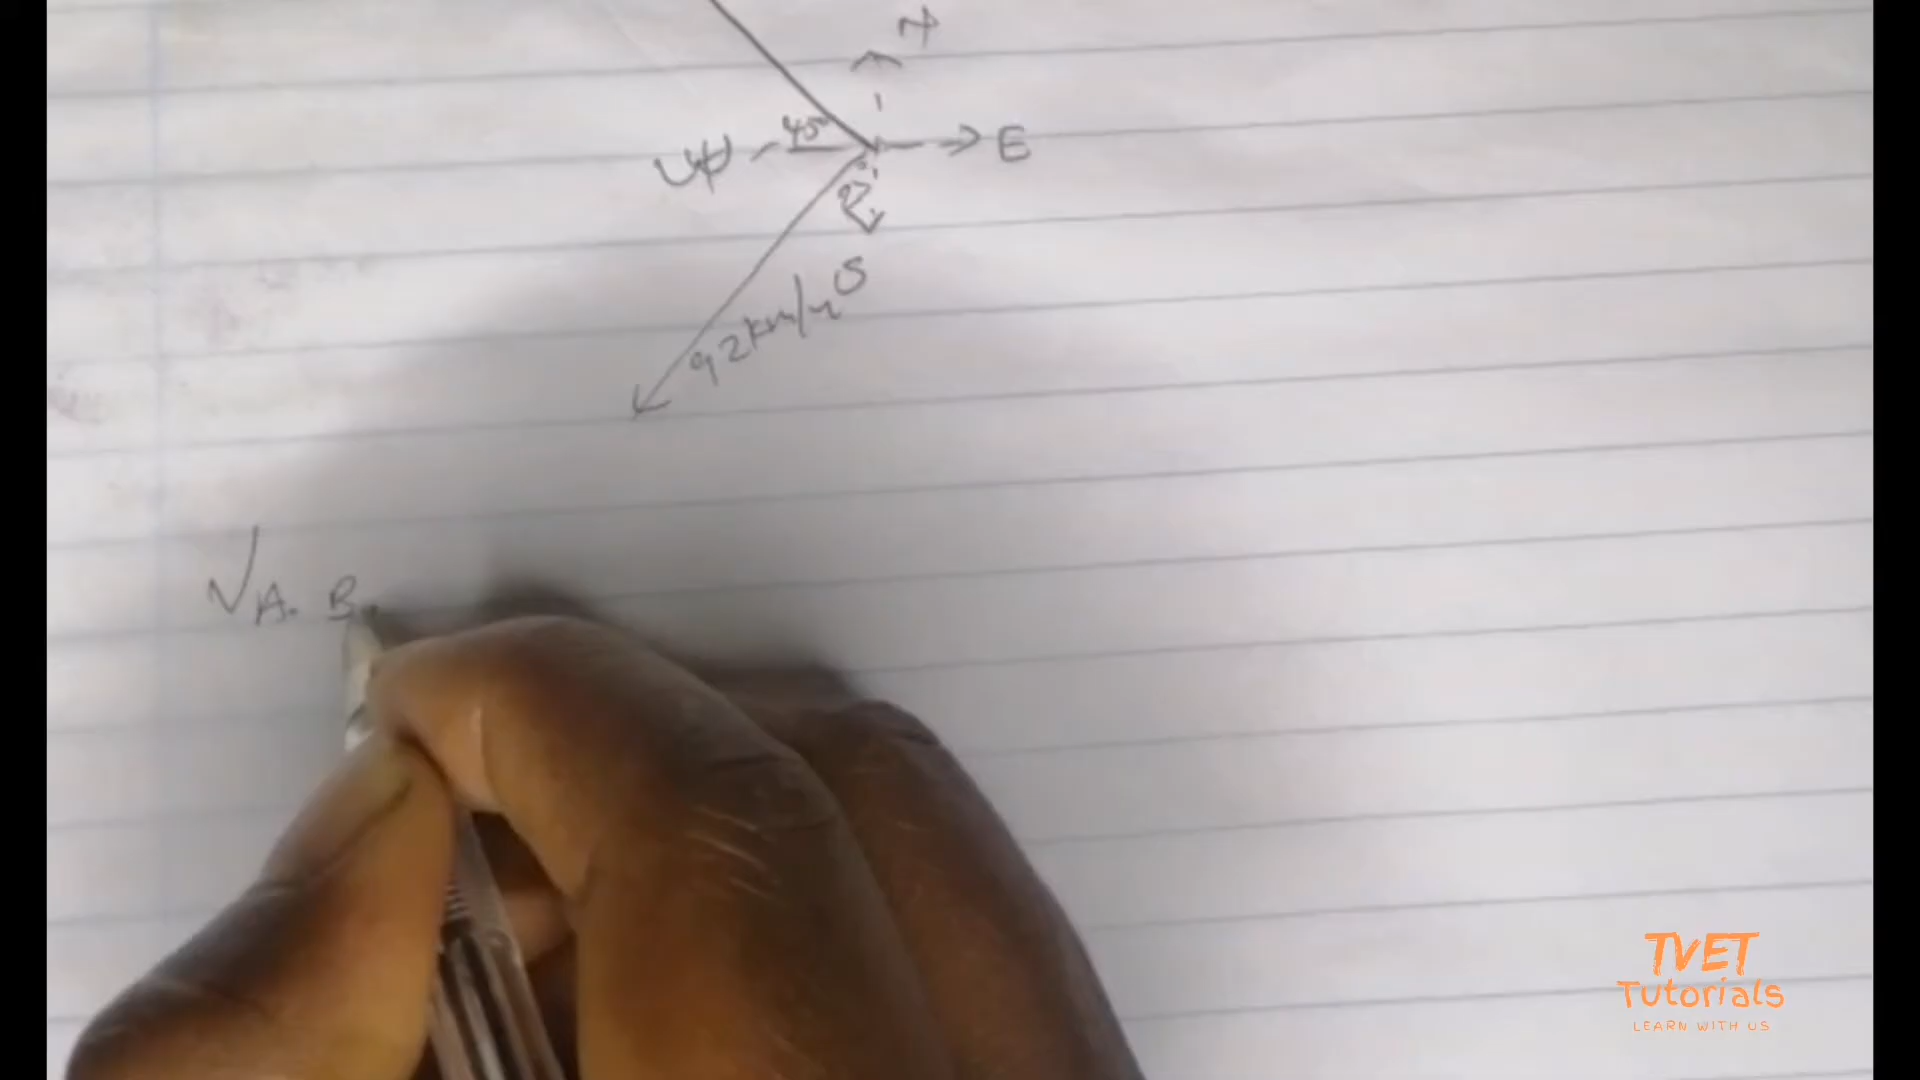 N
45°
W
E
S
92km/h
VA. B
TVET
Tutorials
LEARN WITH US